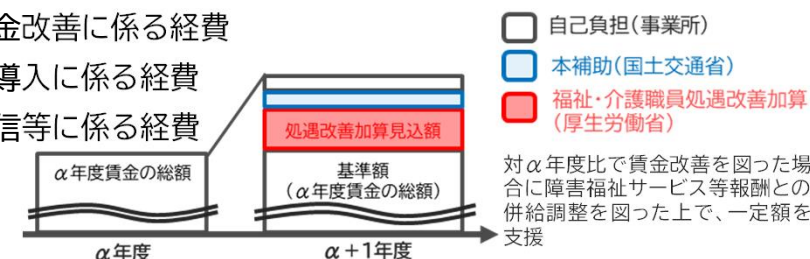 金改善に係る経費
導入に係る経費
信等に係る経費
処遇改善加算見込額
α年度賃金の総額
基準額
(α年度賃金の総額)
α年度
α+1年度
自己負担(事業所)
本補助(国土交通省)
福祉・介護職員処遇改善加算
(厚生労働省)
対α年度比で賃金改善を図った場
合に障害福祉サービス等報酬との
併給調整を図った上で、一定額を
支援